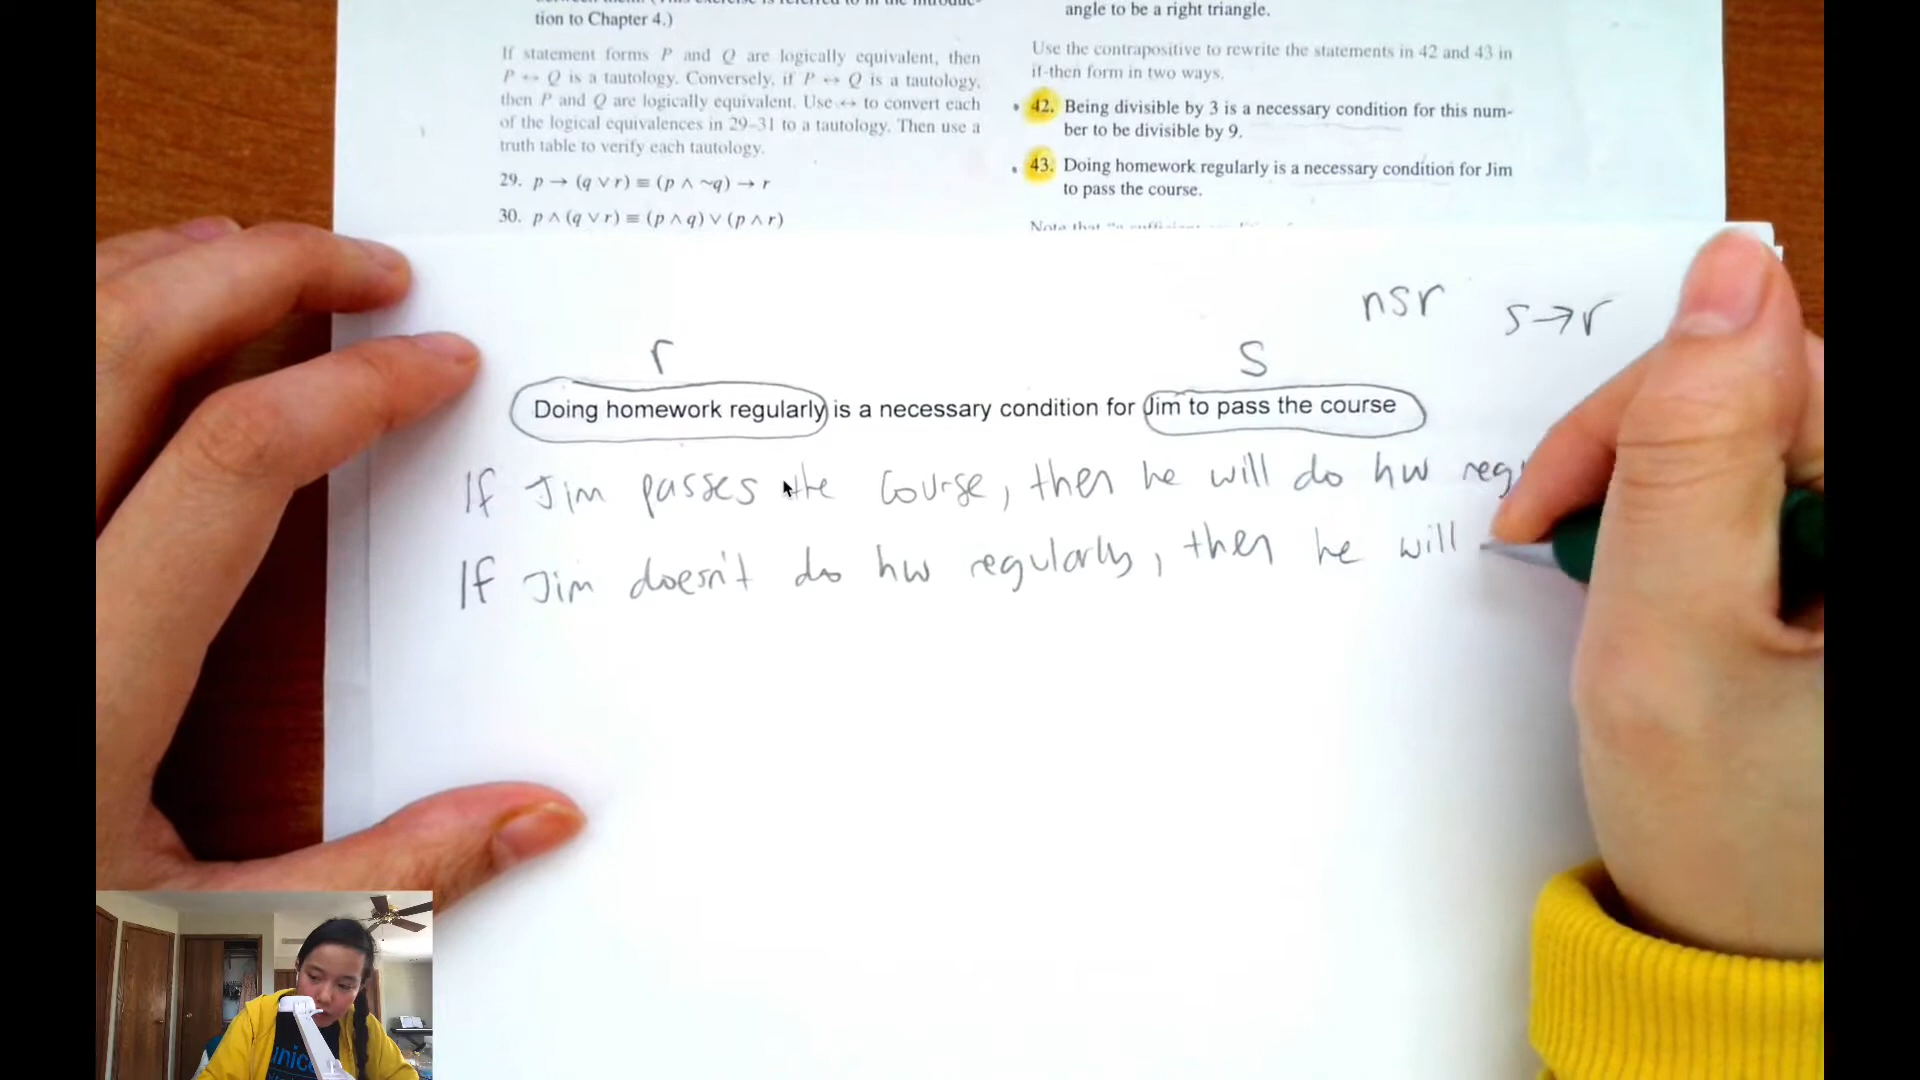 tion to Chapter 4.)
If statement forms P and Q are logically equivalent, then
P ↔ Q is a tautology. Conversely, if P ↔ Q is a tautology,
then P and Q are logically equivalent. Use ↔ to convert each
of the logical equivalences in 29–31 to a tautology. Then use a
truth table to verify each tautology.
29. p → (q ∨ r) ≡ (p ∧ ~q) → r
30. p ∧ (q ∨ r) ≡ (p ∧ q) ∨ (p ∧ r)
angle to be a right triangle.
Use the contrapositive to rewrite the statements in 42 and 43 in
if-then form in two ways.
42. Being divisible by 3 is a necessary condition for this num-
ber to be divisible by 9.
43. Doing homework regularly is a necessary condition for Jim
to pass the course.
Note that
nsr s→r
r s
Doing homework regularly is a necessary condition for Jim to pass the course
If Jim passes the course, then he will do hw reg
If Jim doesn't do hw regularly, then he will
unic